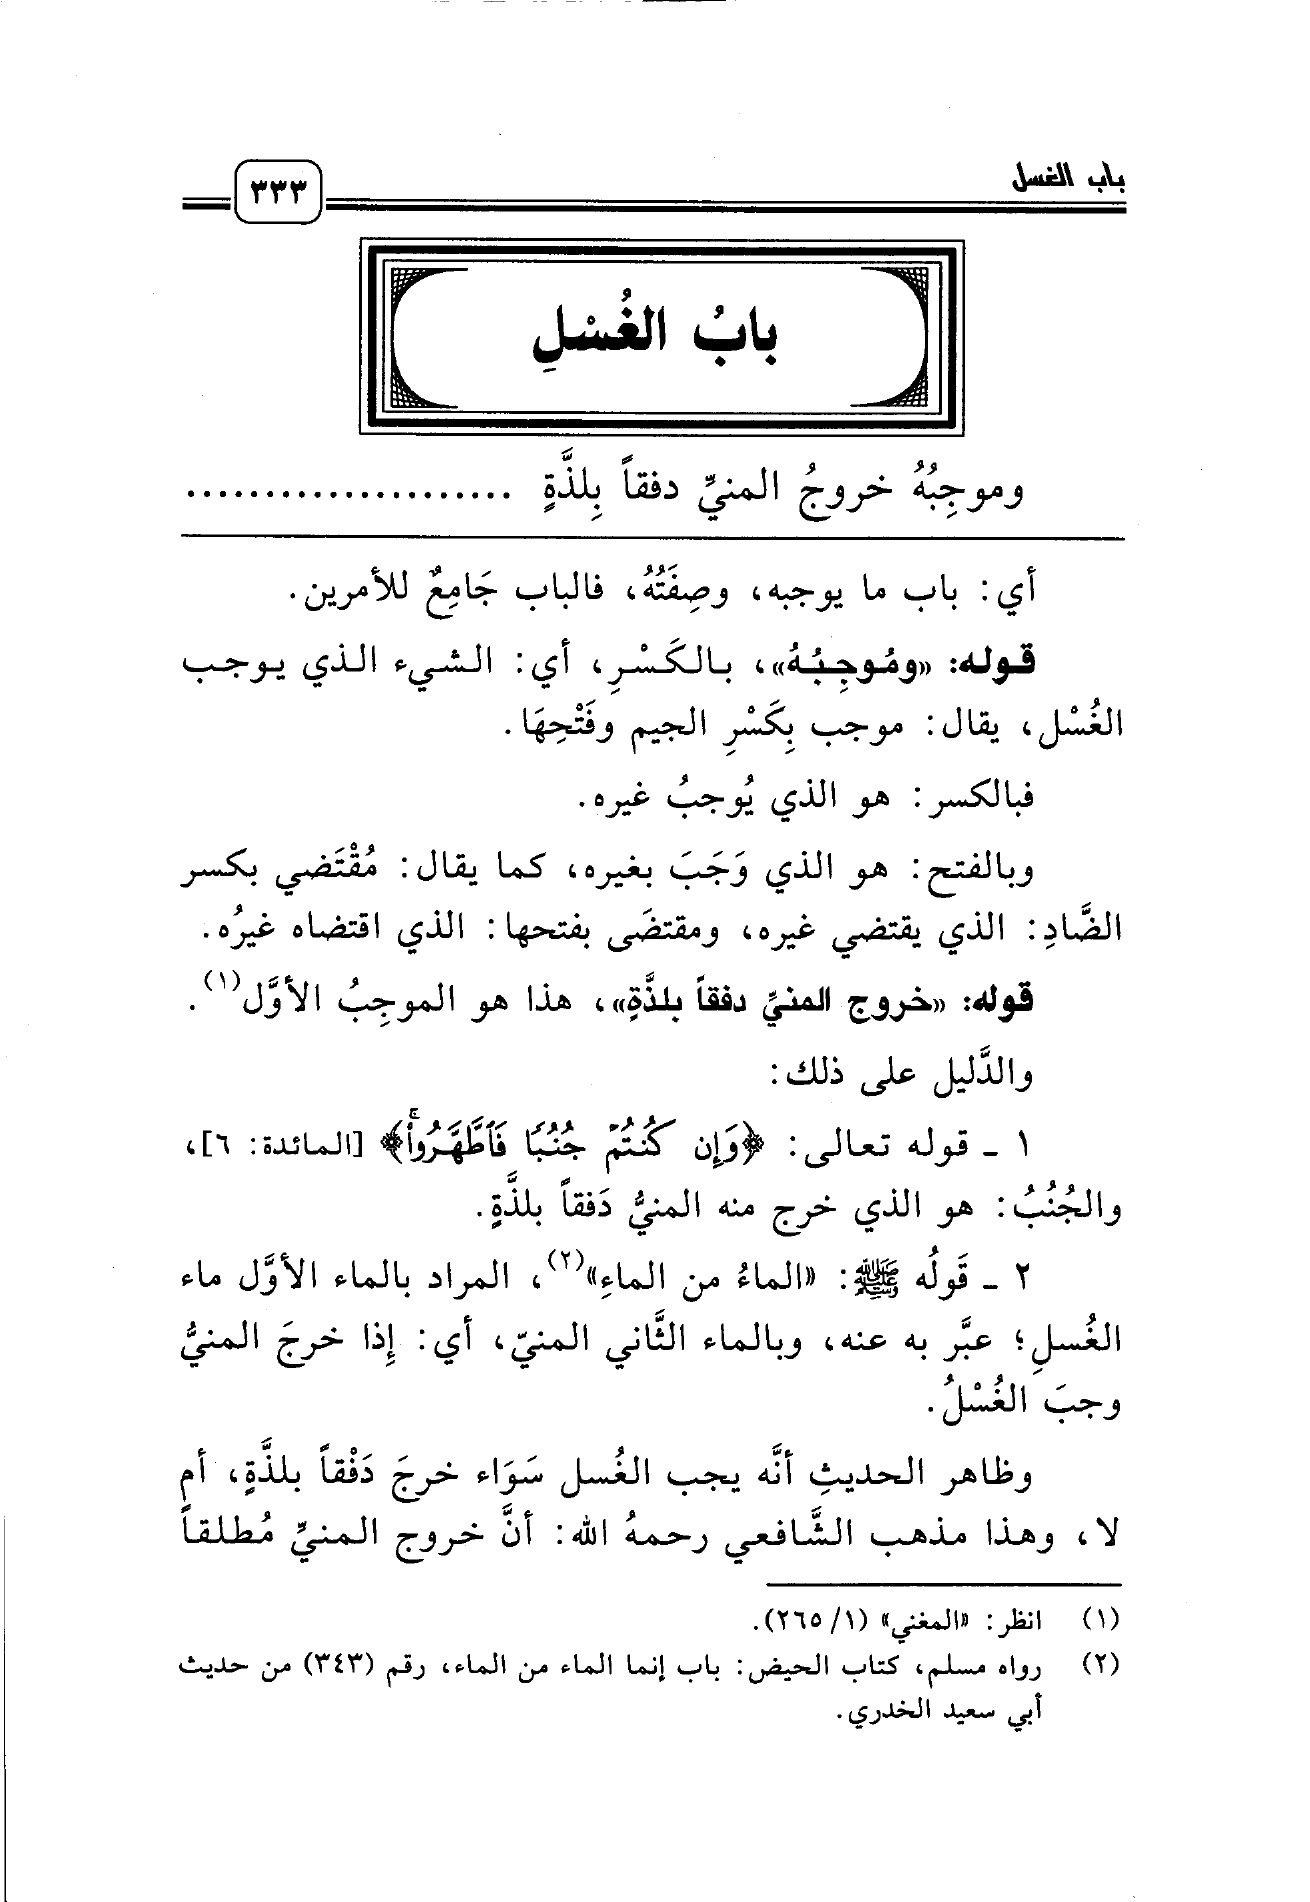 باب الغسل
٣٣٣
بابُ الغُسْلِ
وموجِبُهُ خروجُ المنيِّ دفقاً بِلذَّةٍ .....................
أي: باب ما يوجبه، وصِفَتُهُ، فالباب جَامِعٌ للأمرين.
قوله: «ومُوجِبُهُ»، بالكَسْرِ، أي: الشيء الذي يوجب
الغُسْل، يقال: موجب بِكَسْرِ الجيم وفَتْحِهَا.
فبالكسر: هو الذي يُوجبُ غيره.
وبالفتح: هو الذي وَجَبَ بغيره، كما يقال: مُقْتَضي بكسر
الضَّادِ: الذي يقتضي غيره، ومقتضَى بفتحها: الذي اقتضاه غيرُه.
قوله: «خروج المنيِّ دفقاً بلذَّةٍ»، هذا هو الموجِبُ الأوَّل(١).
والدَّليل على ذلك:
١ ـ قوله تعالى: ﴿وَإِن كُنتُمْ جُنُبًا فَٱطَّهَّرُواْۚ﴾ [المائدة: ٦]،
والجُنُبُ: هو الذي خرج منه المنيُّ دَفقاً بلذَّةٍ.
٢ ـ قَولُه ﷺ: «الماءُ من الماءِ»(٢)، المراد بالماء الأوَّل ماء
الغُسلِ؛ عبَّر به عنه، وبالماء الثَّاني المنيّ، أي: إِذا خرجَ المنيُّ
وجبَ الغُسْلُ.
وظاهر الحديثِ أنَّه يجب الغُسل سَوَاء خرجَ دَفْقاً بلذَّةٍ، أم
لا، وهذا مذهب الشَّافعي رحمهُ الله: أنَّ خروج المنيِّ مُطلقاً
(١) انظر: «المغني» (١/ ٢٦٥).
(٢) رواه مسلم، كتاب الحيض: باب إنما الماء من الماء، رقم (٣٤٣) من حديث
أبي سعيد الخدري.